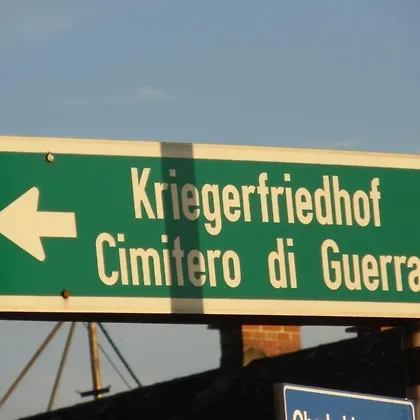 Kriegerfriedhof
Cimitero di Guerra